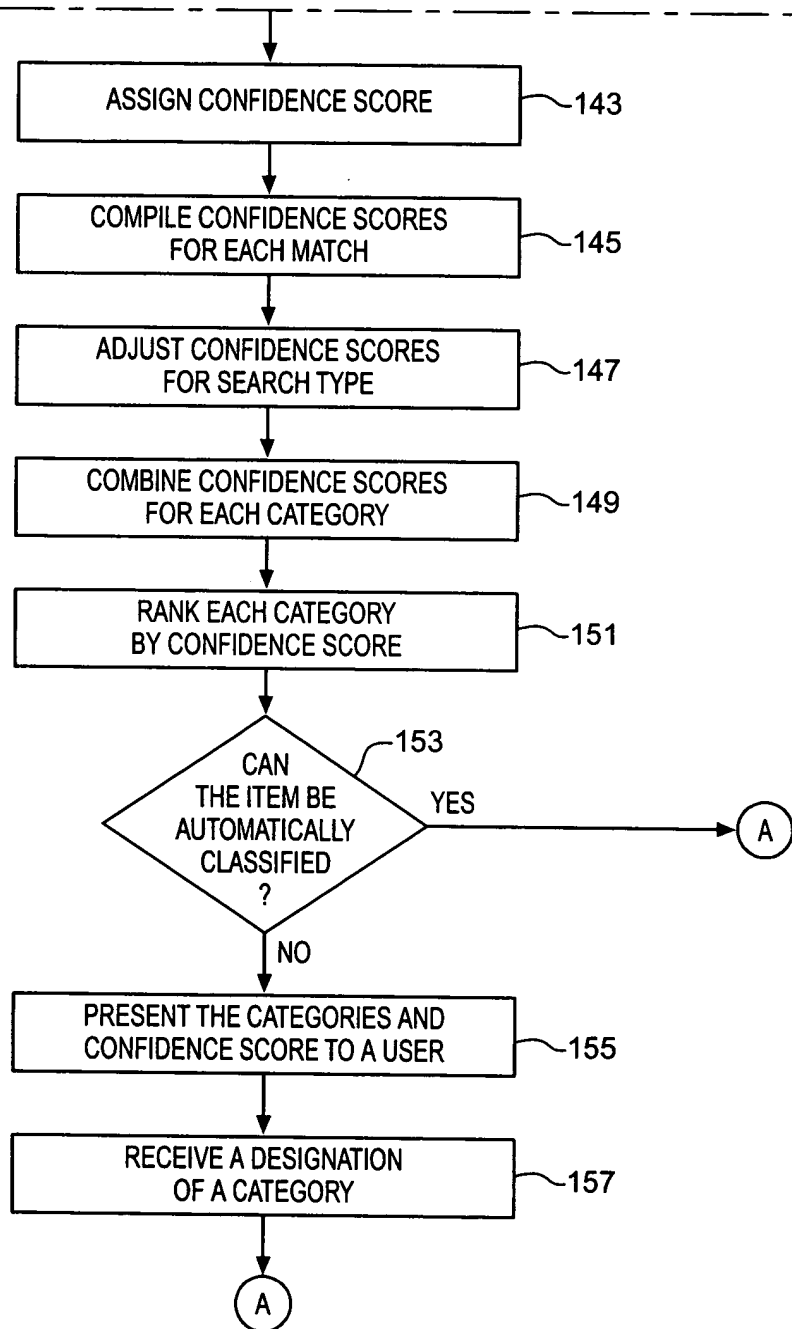 ASSIGN CONFIDENCE SCORE
143
COMPILE CONFIDENCE SCORES
FOR EACH MATCH
145
ADJUST CONFIDENCE SCORES
FOR SEARCH TYPE
147
COMBINE CONFIDENCE SCORES
FOR EACH CATEGORY
149
RANK EACH CATEGORY
BY CONFIDENCE SCORE
151
153
CAN
THE ITEM BE
AUTOMATICALLY
CLASSIFIED
?
YES
A
NO
PRESENT THE CATEGORIES AND
CONFIDENCE SCORE TO A USER
155
RECEIVE A DESIGNATION
OF A CATEGORY
157
A